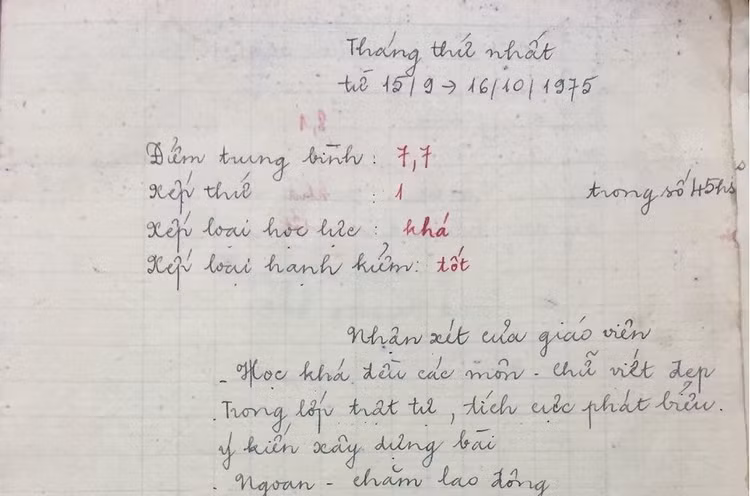 Tháng thứ nhất
từ 15/9 → 16/10/1975
Điểm trung bình : 7,7
Xếp thứ : 1 trong số 45hs
Xếp loại học lực : khá
Xếp loại hạnh kiểm: tốt
Nhận xét của giáo viên
- Học khá đều các môn - chữ viết đẹp
. Trong lớp trật tự, tích cực phát biểu.
ý kiến xây dựng bài
. Ngoan - chăm lao động